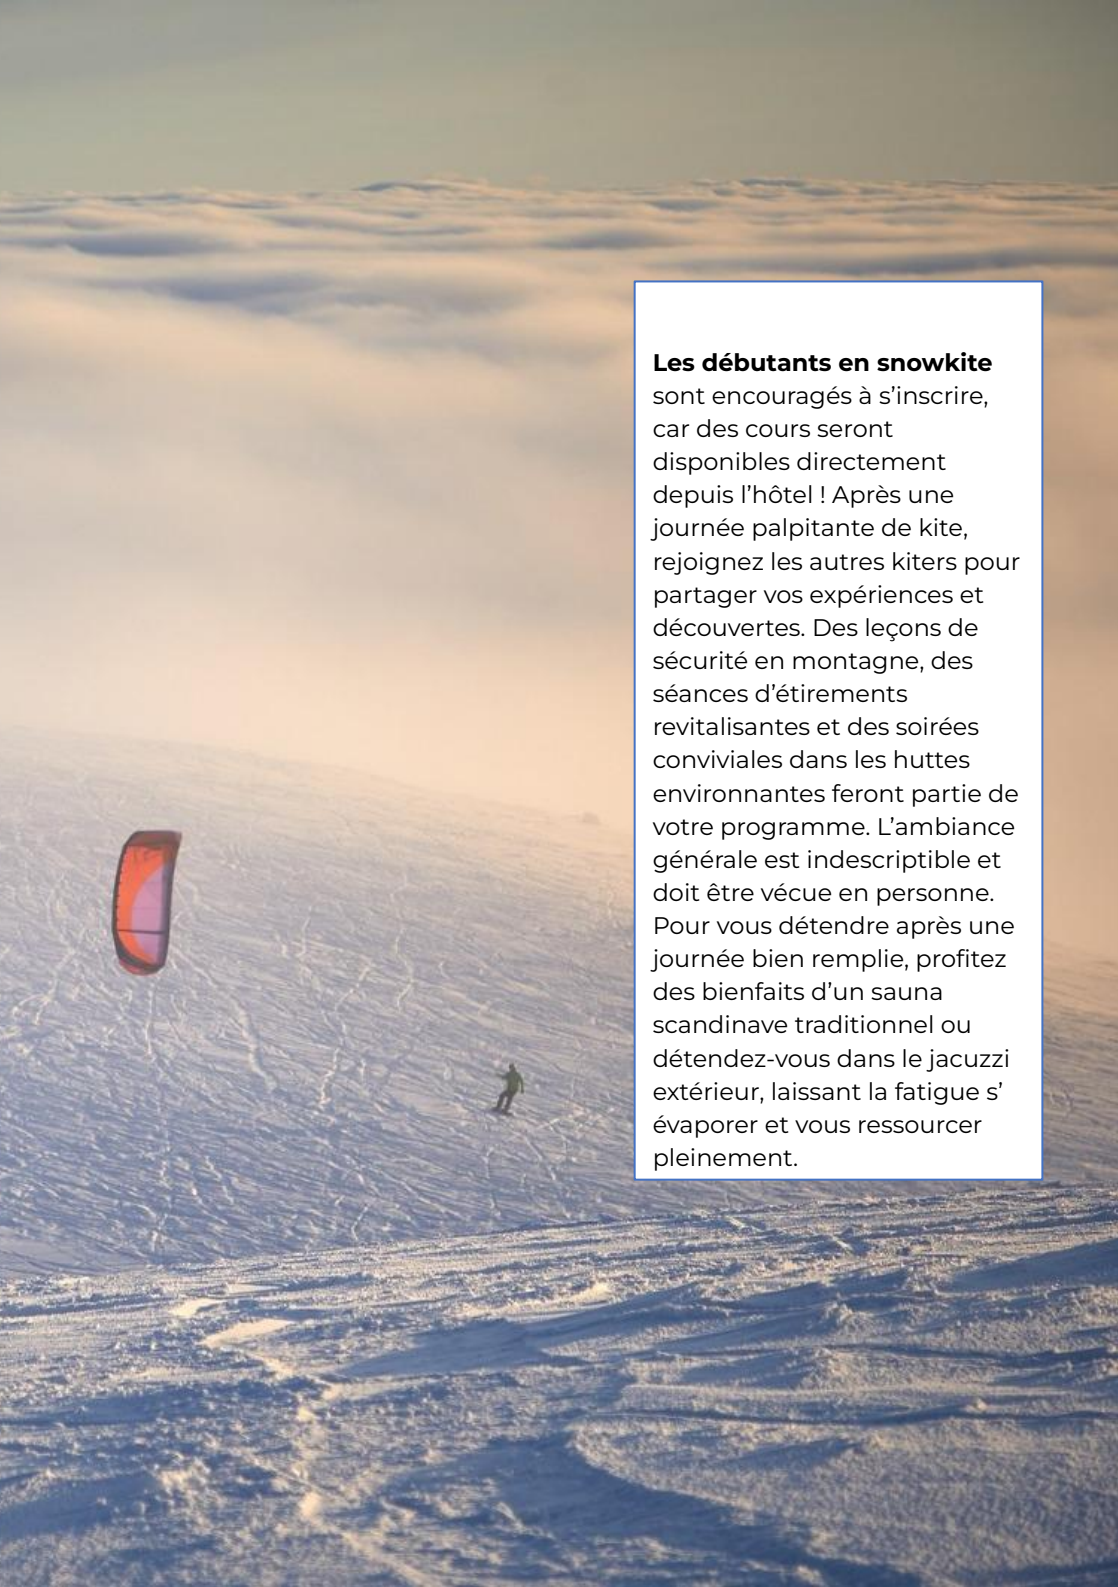 Les débutants en snowkite
sont encouragés à s’inscrire,
car des cours seront
disponibles directement
depuis l’hôtel ! Après une
journée palpitante de kite,
rejoignez les autres kiters pour
partager vos expériences et
découvertes. Des leçons de
sécurité en montagne, des
séances d’étirements
revitalisantes et des soirées
conviviales dans les huttes
environnantes feront partie de
votre programme. L’ambiance
générale est indescriptible et
doit être vécue en personne.
Pour vous détendre après une
journée bien remplie, profitez
des bienfaits d’un sauna
scandinave traditionnel ou
détendez-vous dans le jacuzzi
extérieur, laissant la fatigue s’
évaporer et vous ressourcer
pleinement.